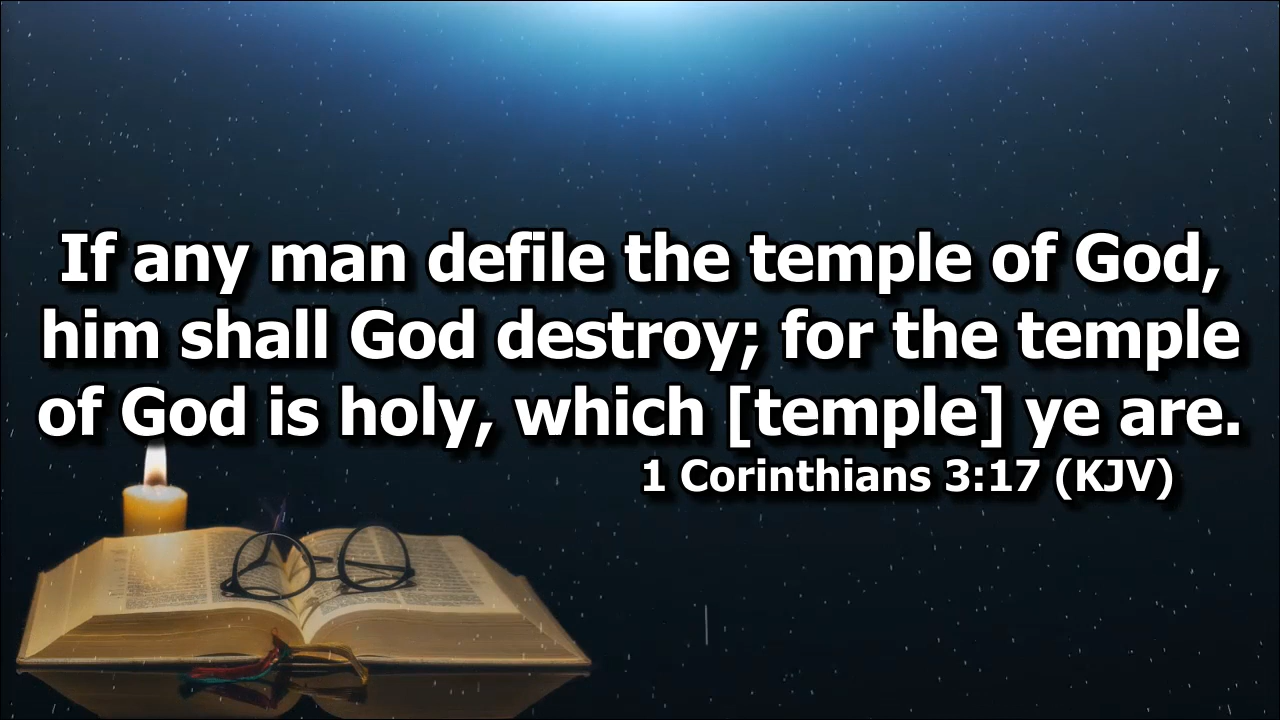 If any man defile the temple of God,
him shall God destroy; for the temple
of God is holy, which [temple] ye are.
1 Corinthians 3:17 (KJV)